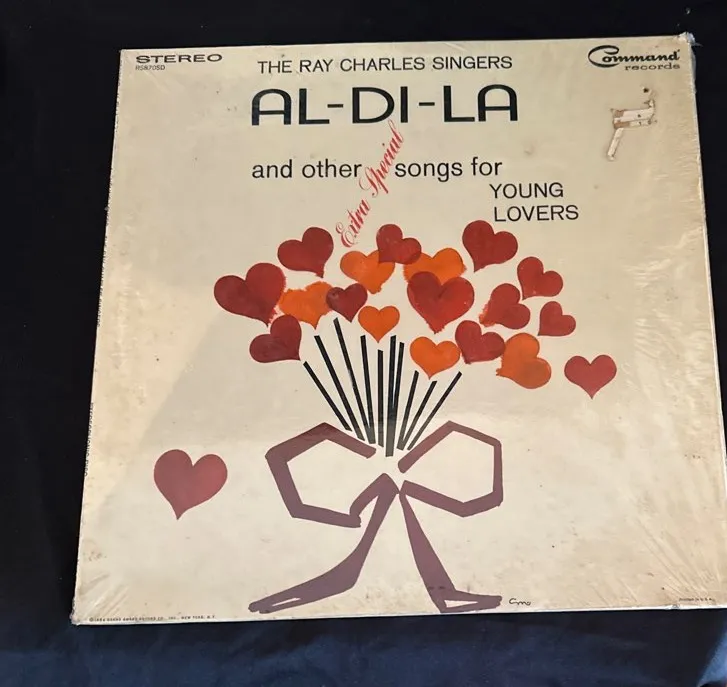 STEREO
RS870SD
THE RAY CHARLES SINGERS
Command
records
AL-DI-LA
and other songs for
Extra Special
YOUNG
LOVERS